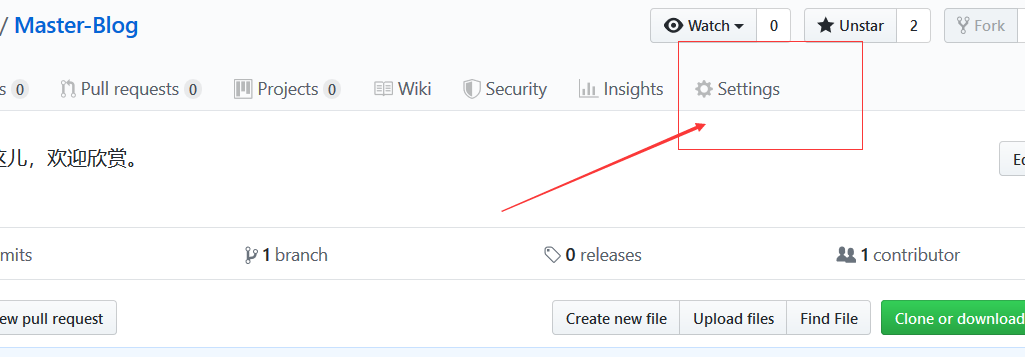 / Master-Blog Watch 0 Unstar 2 Fork
s 0 Pull requests 0 Projects 0 Wiki Security Insights Settings
这儿，欢迎欣赏。
mits 1 branch 0 releases 1 contributor
ew pull request Create new file Upload files Find File Clone or download